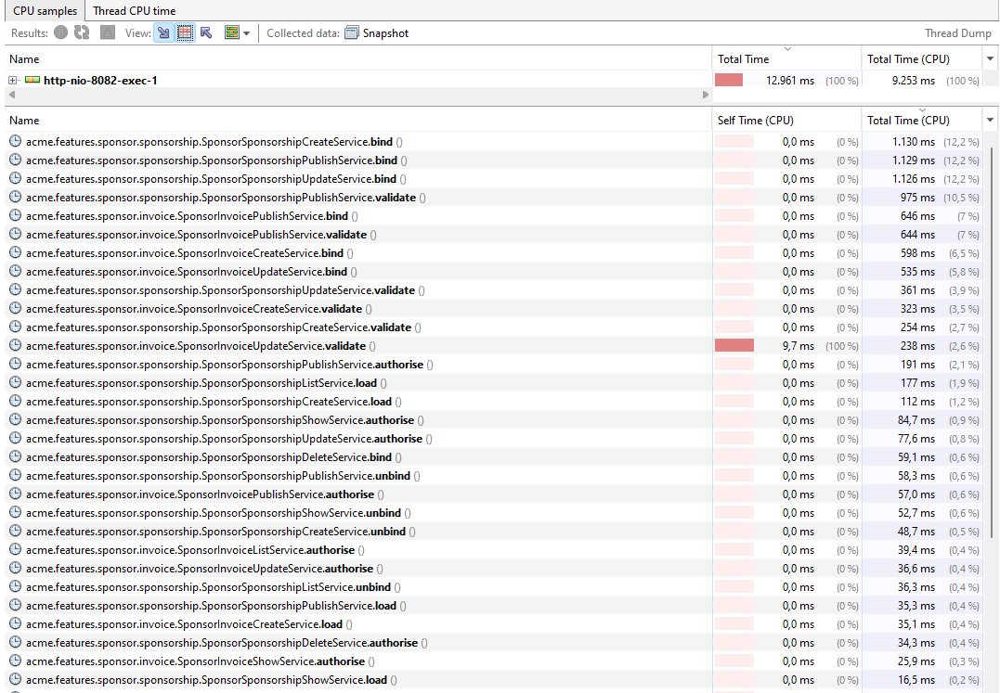 CPU samples Thread CPU time
Results: View: Collected data: Snapshot Thread Dump
Name Total Time Total Time (CPU)
http-nio-8082-exec-1 12.961 ms (100 %) 9.253 ms (100 %)
Name Self Time (CPU) Total Time (CPU)
acme.features.sponsor.sponsorship.SponsorSponsorshipCreateService.bind () 0,0 ms (0 %) 1.130 ms (12,2 %)
acme.features.sponsor.sponsorship.SponsorSponsorshipPublishService.bind () 0,0 ms (0 %) 1.129 ms (12,2 %)
acme.features.sponsor.sponsorship.SponsorSponsorshipUpdateService.bind () 0,0 ms (0 %) 1.126 ms (12,2 %)
acme.features.sponsor.sponsorship.SponsorSponsorshipPublishService.validate () 0,0 ms (0 %) 975 ms (10,5 %)
acme.features.sponsor.invoice.SponsorInvoicePublishService.bind () 0,0 ms (0 %) 646 ms (7 %)
acme.features.sponsor.invoice.SponsorInvoicePublishService.validate () 0,0 ms (0 %) 644 ms (7 %)
acme.features.sponsor.invoice.SponsorInvoiceCreateService.bind () 0,0 ms (0 %) 598 ms (6,5 %)
acme.features.sponsor.invoice.SponsorInvoiceUpdateService.bind () 0,0 ms (0 %) 535 ms (5,8 %)
acme.features.sponsor.sponsorship.SponsorSponsorshipUpdateService.validate () 0,0 ms (0 %) 361 ms (3,9 %)
acme.features.sponsor.invoice.SponsorInvoiceCreateService.validate () 0,0 ms (0 %) 323 ms (3,5 %)
acme.features.sponsor.sponsorship.SponsorSponsorshipCreateService.validate () 0,0 ms (0 %) 254 ms (2,7 %)
acme.features.sponsor.invoice.SponsorInvoiceUpdateService.validate () 9,7 ms (100 %) 238 ms (2,6 %)
acme.features.sponsor.sponsorship.SponsorSponsorshipPublishService.authorise () 0,0 ms (0 %) 191 ms (2,1 %)
acme.features.sponsor.sponsorship.SponsorSponsorshipListService.load () 0,0 ms (0 %) 177 ms (1,9 %)
acme.features.sponsor.sponsorship.SponsorSponsorshipCreateService.load () 0,0 ms (0 %) 112 ms (1,2 %)
acme.features.sponsor.sponsorship.SponsorSponsorshipShowService.authorise () 0,0 ms (0 %) 84,7 ms (0,9 %)
acme.features.sponsor.sponsorship.SponsorSponsorshipUpdateService.authorise () 0,0 ms (0 %) 77,6 ms (0,8 %)
acme.features.sponsor.sponsorship.SponsorSponsorshipDeleteService.bind () 0,0 ms (0 %) 59,1 ms (0,6 %)
acme.features.sponsor.sponsorship.SponsorSponsorshipPublishService.unbind () 0,0 ms (0 %) 58,3 ms (0,6 %)
acme.features.sponsor.invoice.SponsorInvoicePublishService.authorise () 0,0 ms (0 %) 57,0 ms (0,6 %)
acme.features.sponsor.sponsorship.SponsorSponsorshipShowService.unbind () 0,0 ms (0 %) 52,7 ms (0,6 %)
acme.features.sponsor.sponsorship.SponsorSponsorshipCreateService.unbind () 0,0 ms (0 %) 48,7 ms (0,5 %)
acme.features.sponsor.invoice.SponsorInvoiceListService.authorise () 0,0 ms (0 %) 39,4 ms (0,4 %)
acme.features.sponsor.invoice.SponsorInvoiceUpdateService.authorise () 0,0 ms (0 %) 36,6 ms (0,4 %)
acme.features.sponsor.sponsorship.SponsorSponsorshipListService.unbind () 0,0 ms (0 %) 36,3 ms (0,4 %)
acme.features.sponsor.sponsorship.SponsorSponsorshipPublishService.load () 0,0 ms (0 %) 35,3 ms (0,4 %)
acme.features.sponsor.invoice.SponsorInvoiceCreateService.load () 0,0 ms (0 %) 35,1 ms (0,4 %)
acme.features.sponsor.sponsorship.SponsorSponsorshipDeleteService.authorise () 0,0 ms (0 %) 34,3 ms (0,4 %)
acme.features.sponsor.invoice.SponsorInvoiceShowService.authorise () 0,0 ms (0 %) 25,9 ms (0,3 %)
acme.features.sponsor.sponsorship.SponsorSponsorshipShowService.load () 0,0 ms (0 %) 16,5 ms (0,2 %)